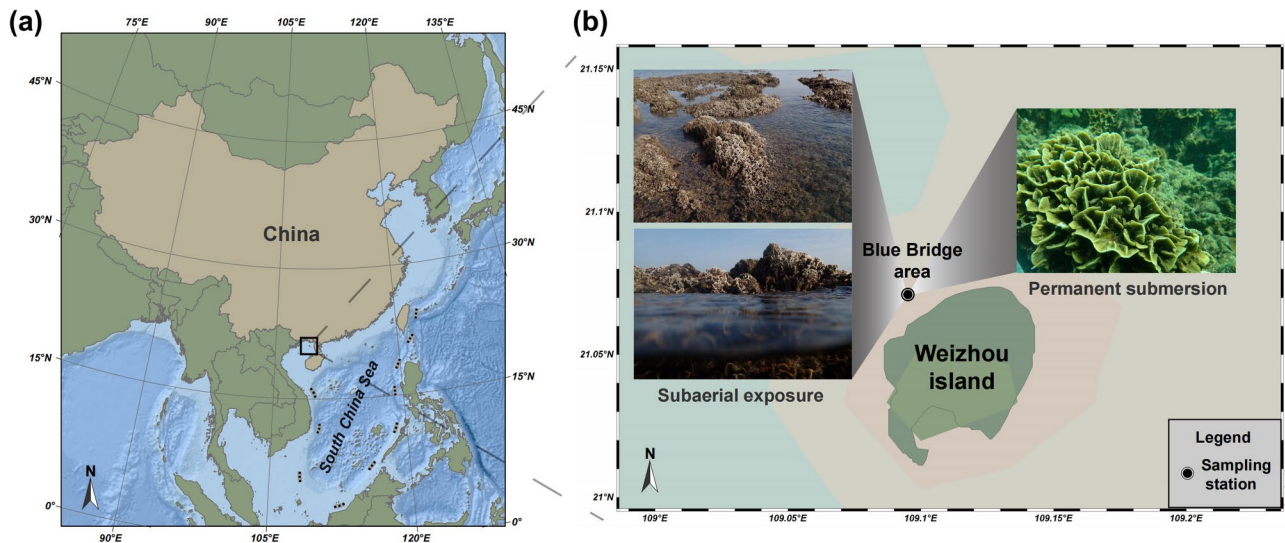 (a)
75°E
90°E
105°E
120°E
135°E
45°N
45°N
30°N
30°N
15°N
15°N
0°
0°
90°E
105°E
120°E
China
South China Sea
N
(b)
21.15°N
21.1°N
21.05°N
21°N
109°E
109.05°E
109.1°E
109.15°E
109.2°E
Blue Bridge
area
Permanent submersion
Subaerial exposure
Weizhou
island
N
Legend
Sampling
station